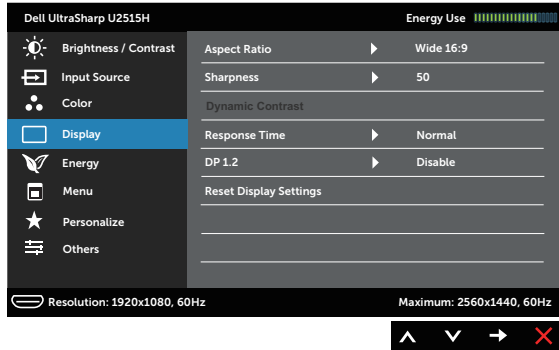 Dell UltraSharp U2515H Energy Use
Brightness / Contrast Aspect Ratio Wide 16:9
Input Source Sharpness 50
Color Dynamic Contrast
Display Response Time Normal
Energy DP 1.2 Disable
Menu Reset Display Settings
Personalize
Others
Resolution: 1920x1080, 60Hz Maximum: 2560x1440, 60Hz